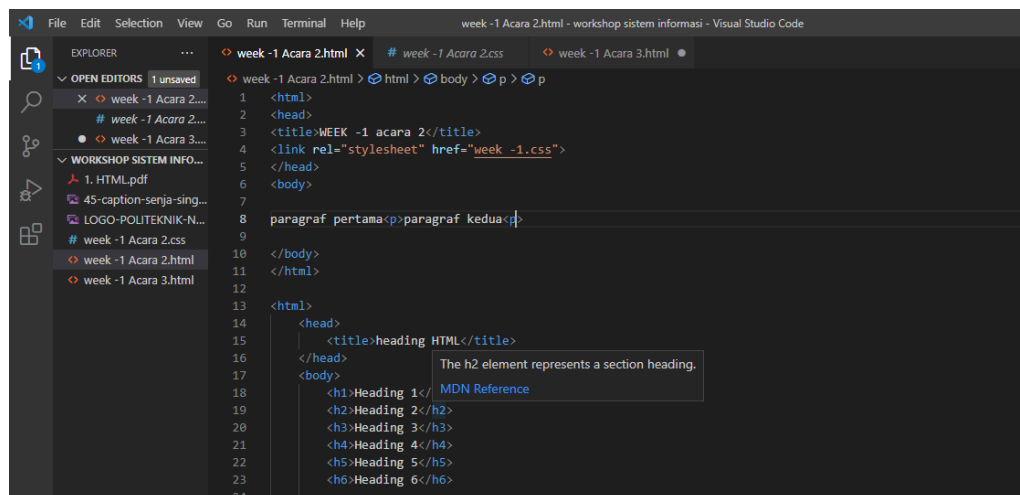 File Edit Selection View Go Run Terminal Help week -1 Acara 2.html - workshop sistem informasi - Visual Studio Code
EXPLORER ...
week -1 Acara 2.html week -1 Acara 2.css week -1 Acara 3.html
OPEN EDITORS 1 unsaved
week -1 Acara 2....
week -1 Acara 2....
week -1 Acara 3....
WORKSHOP SISTEM INFO...
1. HTML.pdf
45-caption-senja-sing...
LOGO-POLITEKNIK-N...
week -1 Acara 2.css
week -1 Acara 2.html
week -1 Acara 3.html
week -1 Acara 2.html > html > body > p > p
1 <html>
2 <head>
3 <title>WEEK -1 acara 2</title>
4 <link rel="stylesheet" href="week -1.css">
5 </head>
6 <body>
7
8 paragraf pertama<p>paragraf kedua<p>
9
10 </body>
11 </html>
12
13 <html>
14 <head>
15 <title>heading HTML</title>
16 </head>
17 <body>
18 <h1>Heading 1</
19 <h2>Heading 2</h2>
20 <h3>Heading 3</h3>
21 <h4>Heading 4</h4>
22 <h5>Heading 5</h5>
23 <h6>Heading 6</h6>
The h2 element represents a section heading.
MDN Reference
1